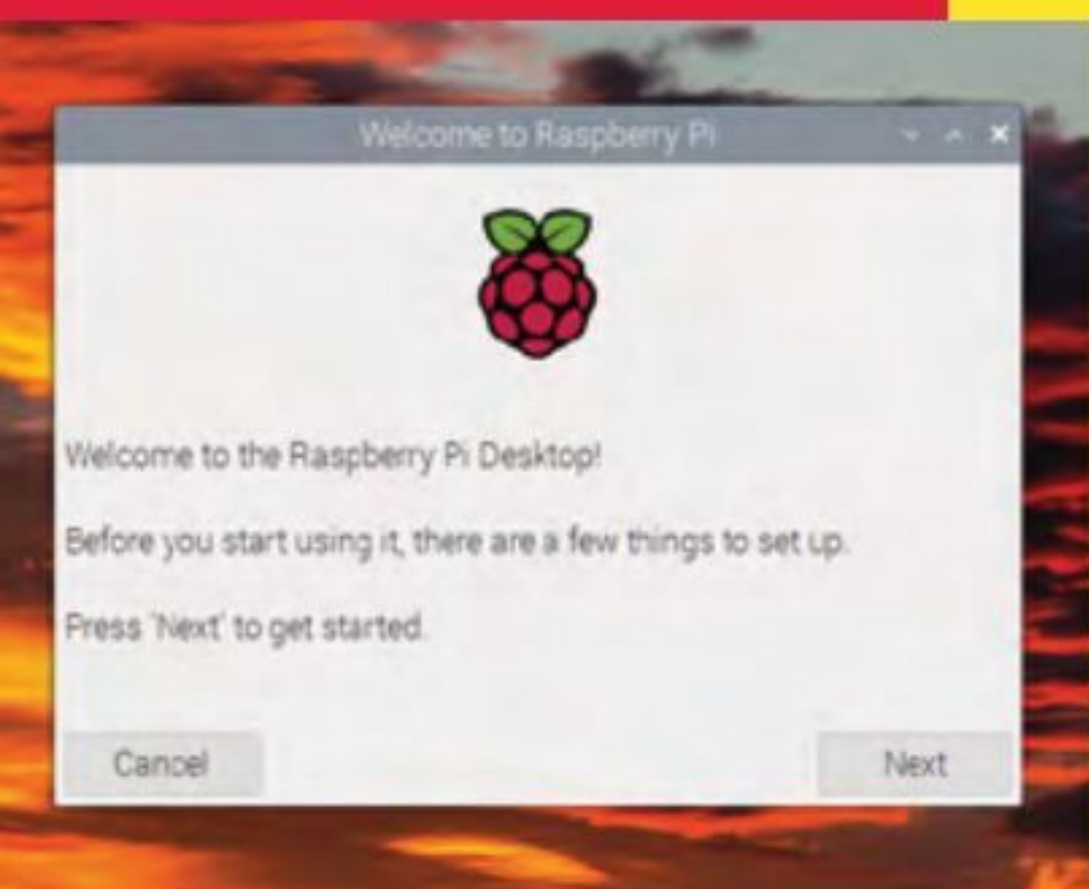 Welcome to Raspberry Pi
Welcome to the Raspberry Pi Desktop!
Before you start using it, there are a few things to set up.
Press 'Next' to get started.
Cancel
Next